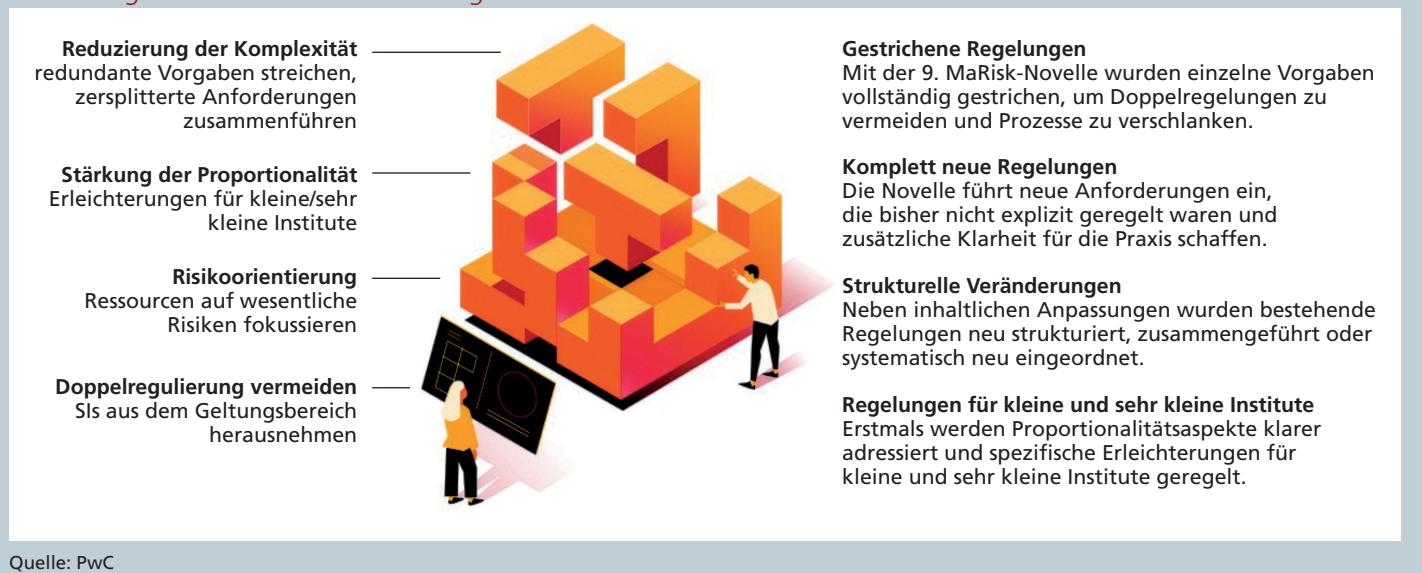 Reduzierung der Komplexität
redundante Vorgaben streichen,
zersplitterte Anforderungen
zusammenführen
Stärkung der Proportionalität
Erleichterungen für kleine/sehr
kleine Institute
Risikoorientierung
Ressourcen auf wesentliche
Risiken fokussieren
Doppelregulierung vermeiden
SIs aus dem Geltungsbereich
herausnehmen
Gestrichene Regelungen
Mit der 9. MaRisk-Novelle wurden einzelne Vorgaben
vollständig gestrichen, um Doppelregelungen zu
vermeiden und Prozesse zu verschlanken.
Komplett neue Regelungen
Die Novelle führt neue Anforderungen ein,
die bisher nicht explizit geregelt waren und
zusätzliche Klarheit für die Praxis schaffen.
Strukturelle Veränderungen
Neben inhaltlichen Anpassungen wurden bestehende
Regelungen neu strukturiert, zusammengeführt oder
systematisch neu eingeordnet.
Regelungen für kleine und sehr kleine Institute
Erstmals werden Proportionalitätsaspekte klarer
adressiert und spezifische Erleichterungen für
kleine und sehr kleine Institute geregelt.
Quelle: PwC